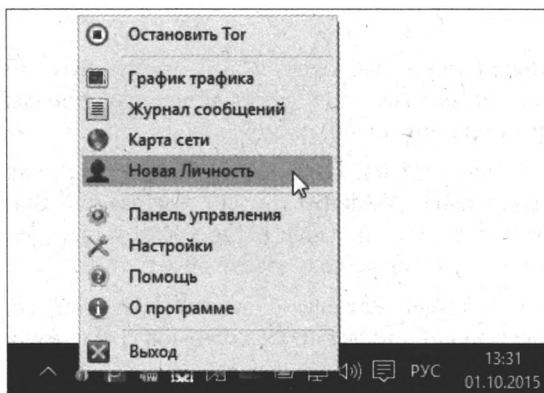 Остановить Tor
График трафика
Журнал сообщений
Карта сети
Новая Личность
Панель управления
Настройки
Помощь
О программе
Выход
РУС
13:31
01.10.2015